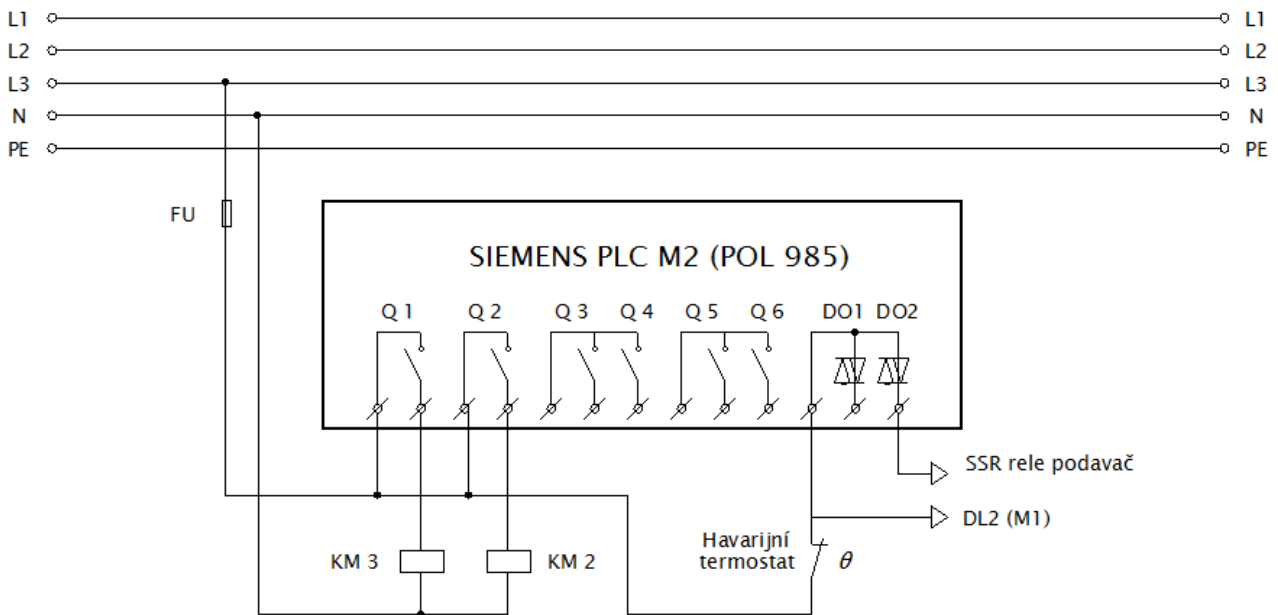 L1 L1
L2 L2
L3 L3
N N
PE PE
FU
SIEMENS PLC M2 (POL 985)
Q 1 Q 2 Q 3 Q 4 Q 5 Q 6 DO1 DO2
SSR rele podavač
DL2 (M1)
Havarijní
termostat θ
KM 3 KM 2